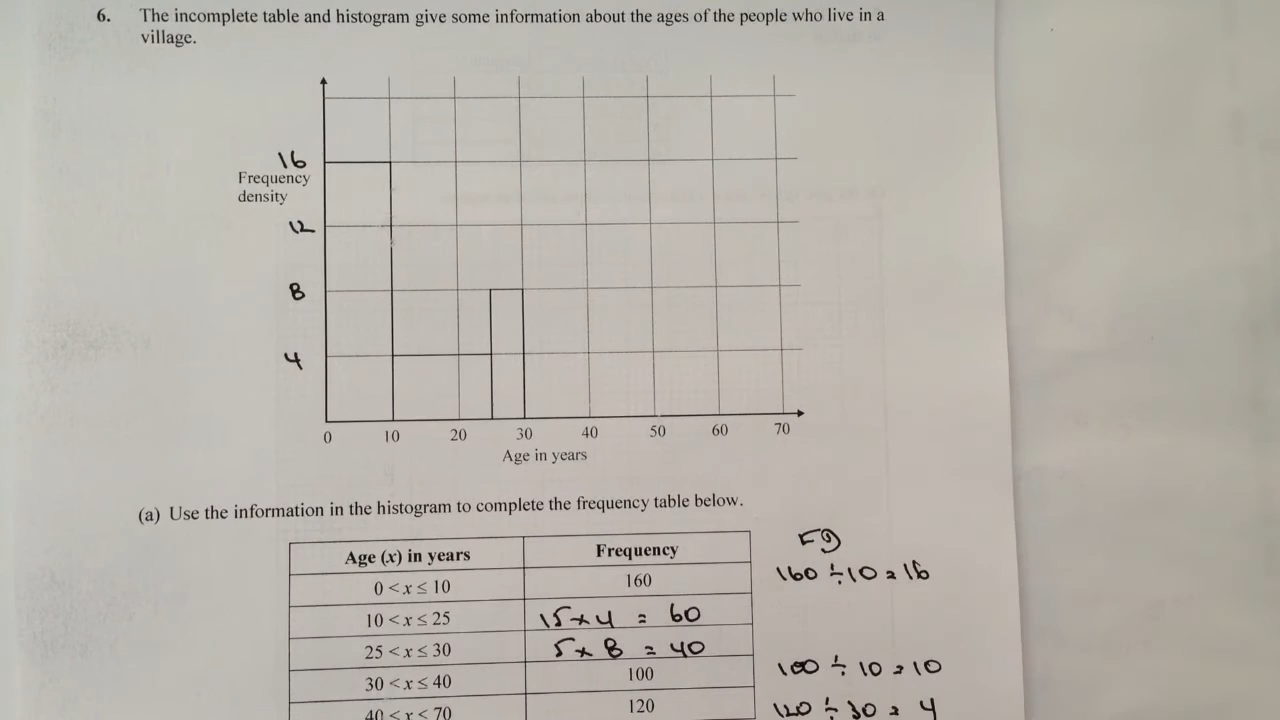 6. The incomplete table and histogram give some information about the ages of the people who live in a
village.
16
Frequency
density
12
8
4
0 10 20 30 40 50 60 70
Age in years
(a) Use the information in the histogram to complete the frequency table below.
FD
Age (x) in years Frequency
0 < x ≤ 10 160 160 ÷ 10 = 16
10 < x ≤ 25 15 × 4 = 60
25 < x ≤ 30 5 × 8 = 40
30 < x ≤ 40 100 100 ÷ 10 = 10
40 < x ≤ 70 120 120 ÷ 30 = 4